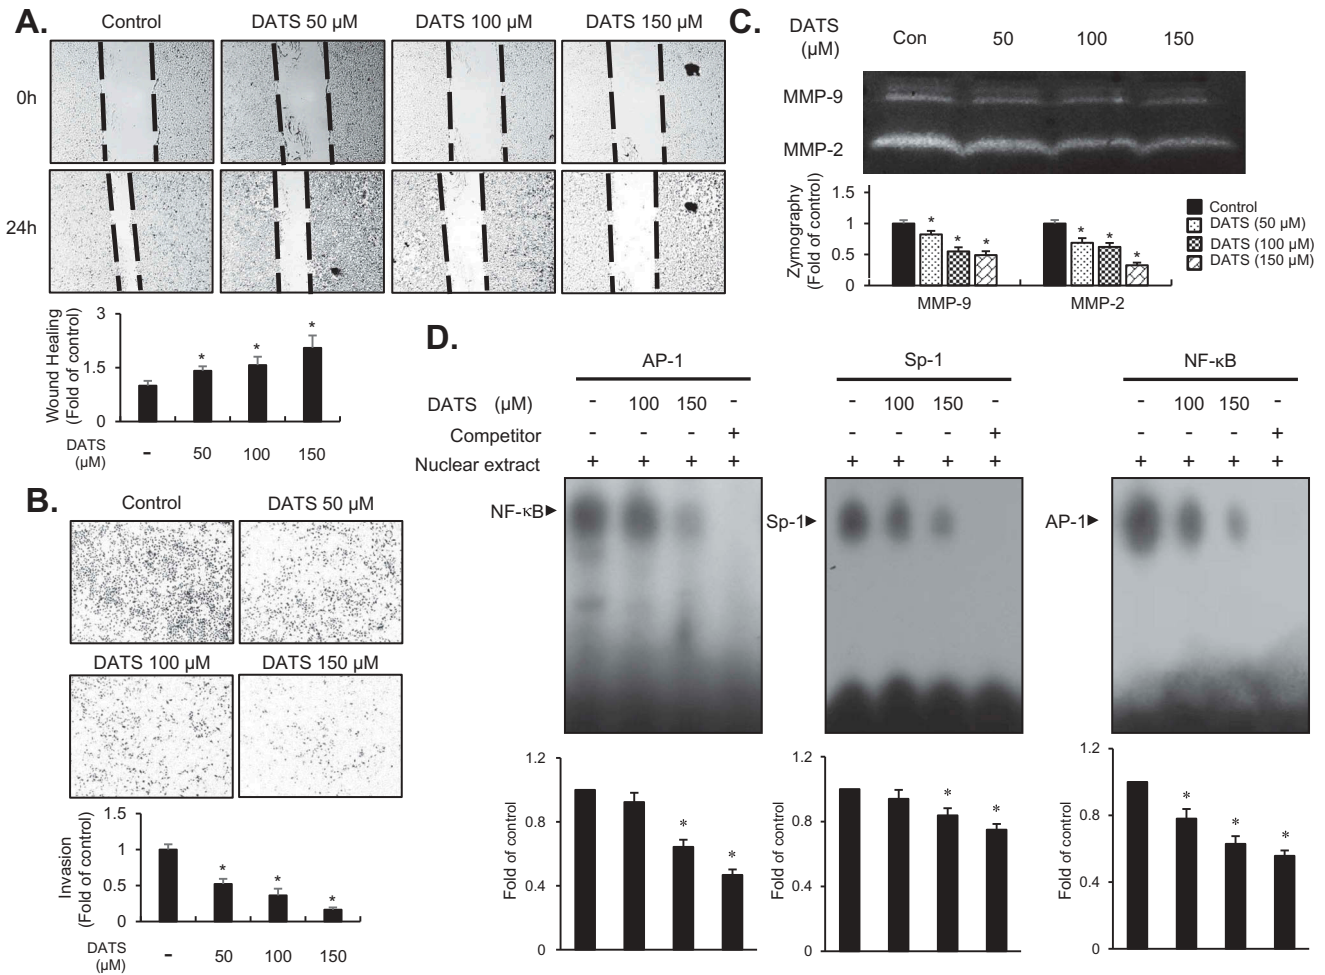 A.
Control DATS 50 μM DATS 100 μM DATS 150 μM
0h
24h
Wound Healing
(Fold of control)
3
1.5
0
* * *
DATS
(μM)
- 50 100 150
B.
Control DATS 50 μM
DATS 100 μM DATS 150 μM
Invasion
(Fold of control)
1.5
1
0.5
0
* * *
DATS
(μM)
- 50 100 150
C.
DATS
(μM)
Con 50 100 150
MMP-9
MMP-2
Zymography
(Fold of control)
1.5
1
0.5
0
* * * * * *
MMP-9 MMP-2
Control
DATS (50 μM)
DATS (100 μM)
DATS (150 μM)
D.
AP-1 Sp-1 NF-κB
DATS (μM) - 100 150 - - 100 150 - - 100 150 -
Competitor - - - + - - - + - - - +
Nuclear extract + + + + + + + + + + + +
NF-κB
Sp-1
AP-1
Fold of control
1.2
0.8
0.4
0
* *
Fold of control
1.2
0.8
0.4
0
* *
Fold of control
1.2
0.8
0.4
0
* * *